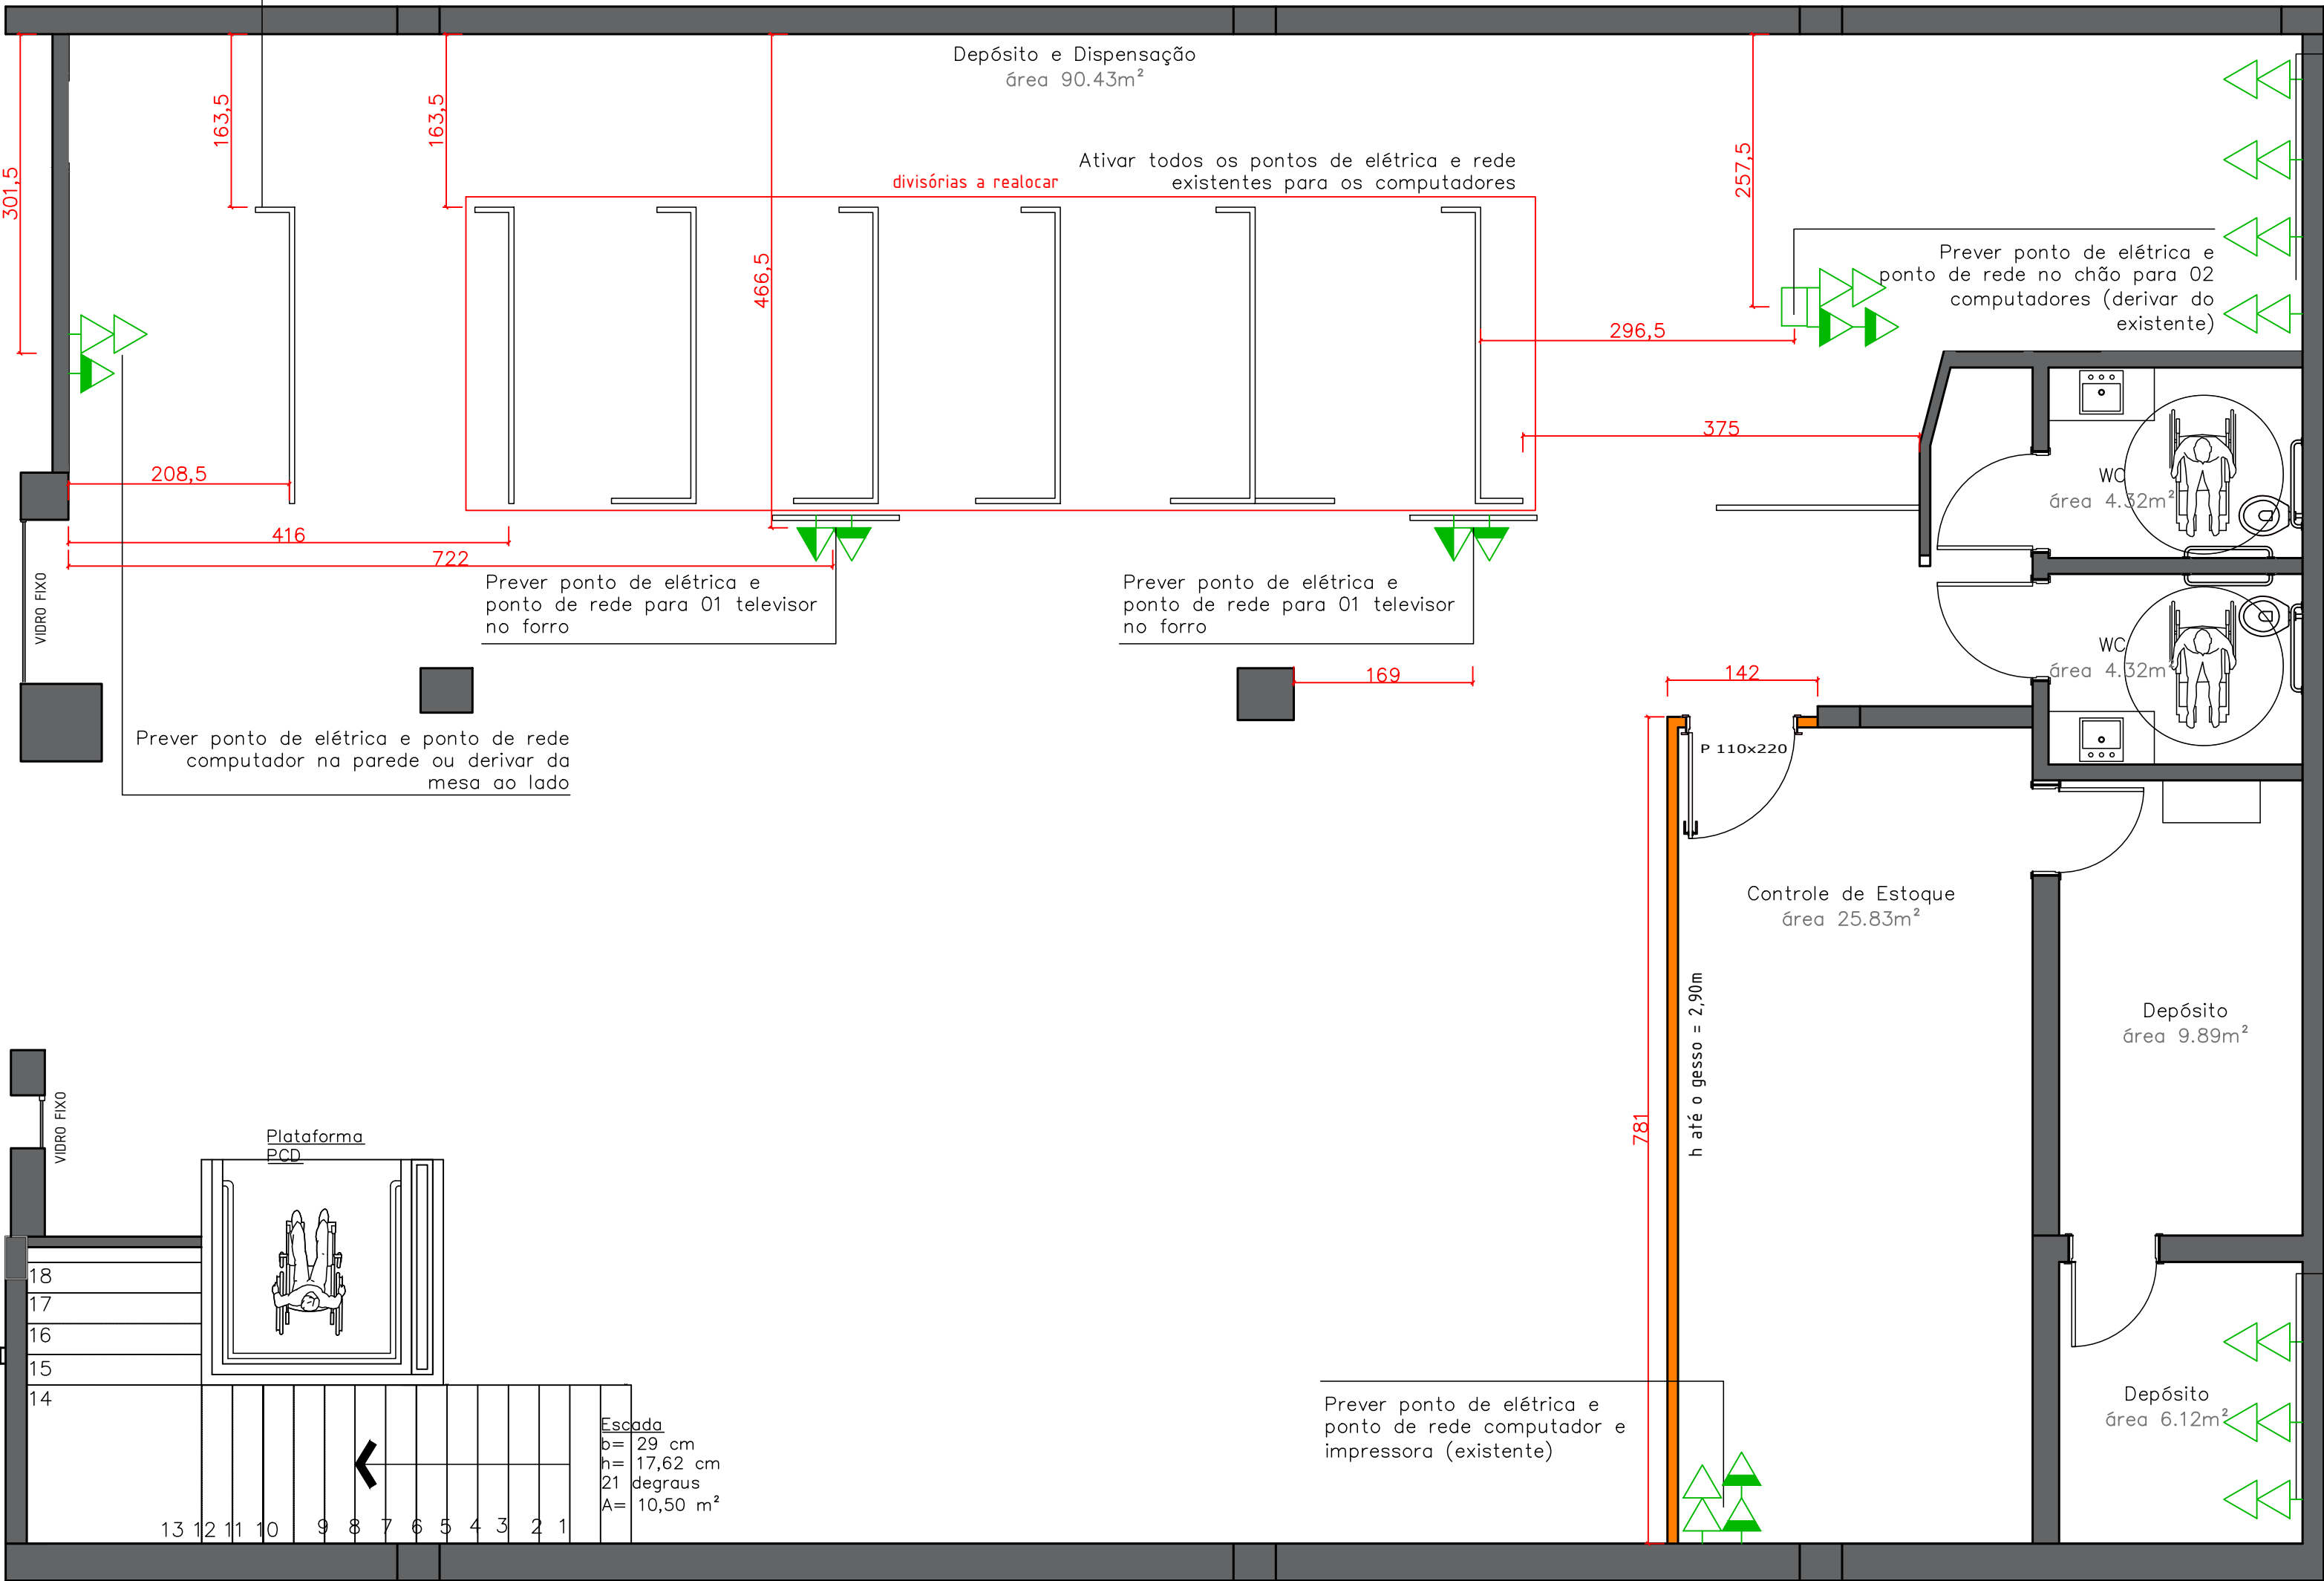 Depósito e Dispensação
área 90.43m²
163,5
163,5
301,5
466,5
257,5
divisórias a realocar
Ativar todos os pontos de elétrica e rede
existentes para os computadores
Prever ponto de elétrica e
ponto de rede no chão para 02
computadores (derivar do
existente)
296,5
375
208,5
416
722
WC
área 4.32m²
VIDRO FIXO
Prever ponto de elétrica e
ponto de rede para 01 televisor
no forro
Prever ponto de elétrica e
ponto de rede para 01 televisor
no forro
WC
área 4.32m²
169
142
Prever ponto de elétrica e ponto de rede
computador na parede ou derivar da
mesa ao lado
P 110x220
Controle de Estoque
área 25.83m²
h até o gesso = 2,90m
781
Depósito
área 9.89m²
VIDRO FIXO
Plataforma
PCD
18
17
16
15
14
13 12 11 10 9 8 7 6 5 4 3 2 1
Escada
b= 29 cm
h= 17,62 cm
21 degraus
A= 10,50 m²
Prever ponto de elétrica e
ponto de rede computador e
impressora (existente)
Depósito
área 6.12m²